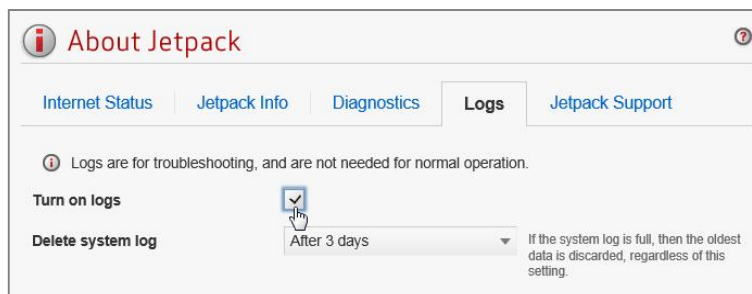 About Jetpack
Internet Status Jetpack Info Diagnostics Logs Jetpack Support
Logs are for troubleshooting, and are not needed for normal operation.
Turn on logs
Delete system log After 3 days If the system log is full, then the oldest
data is discarded, regardless of this
setting.